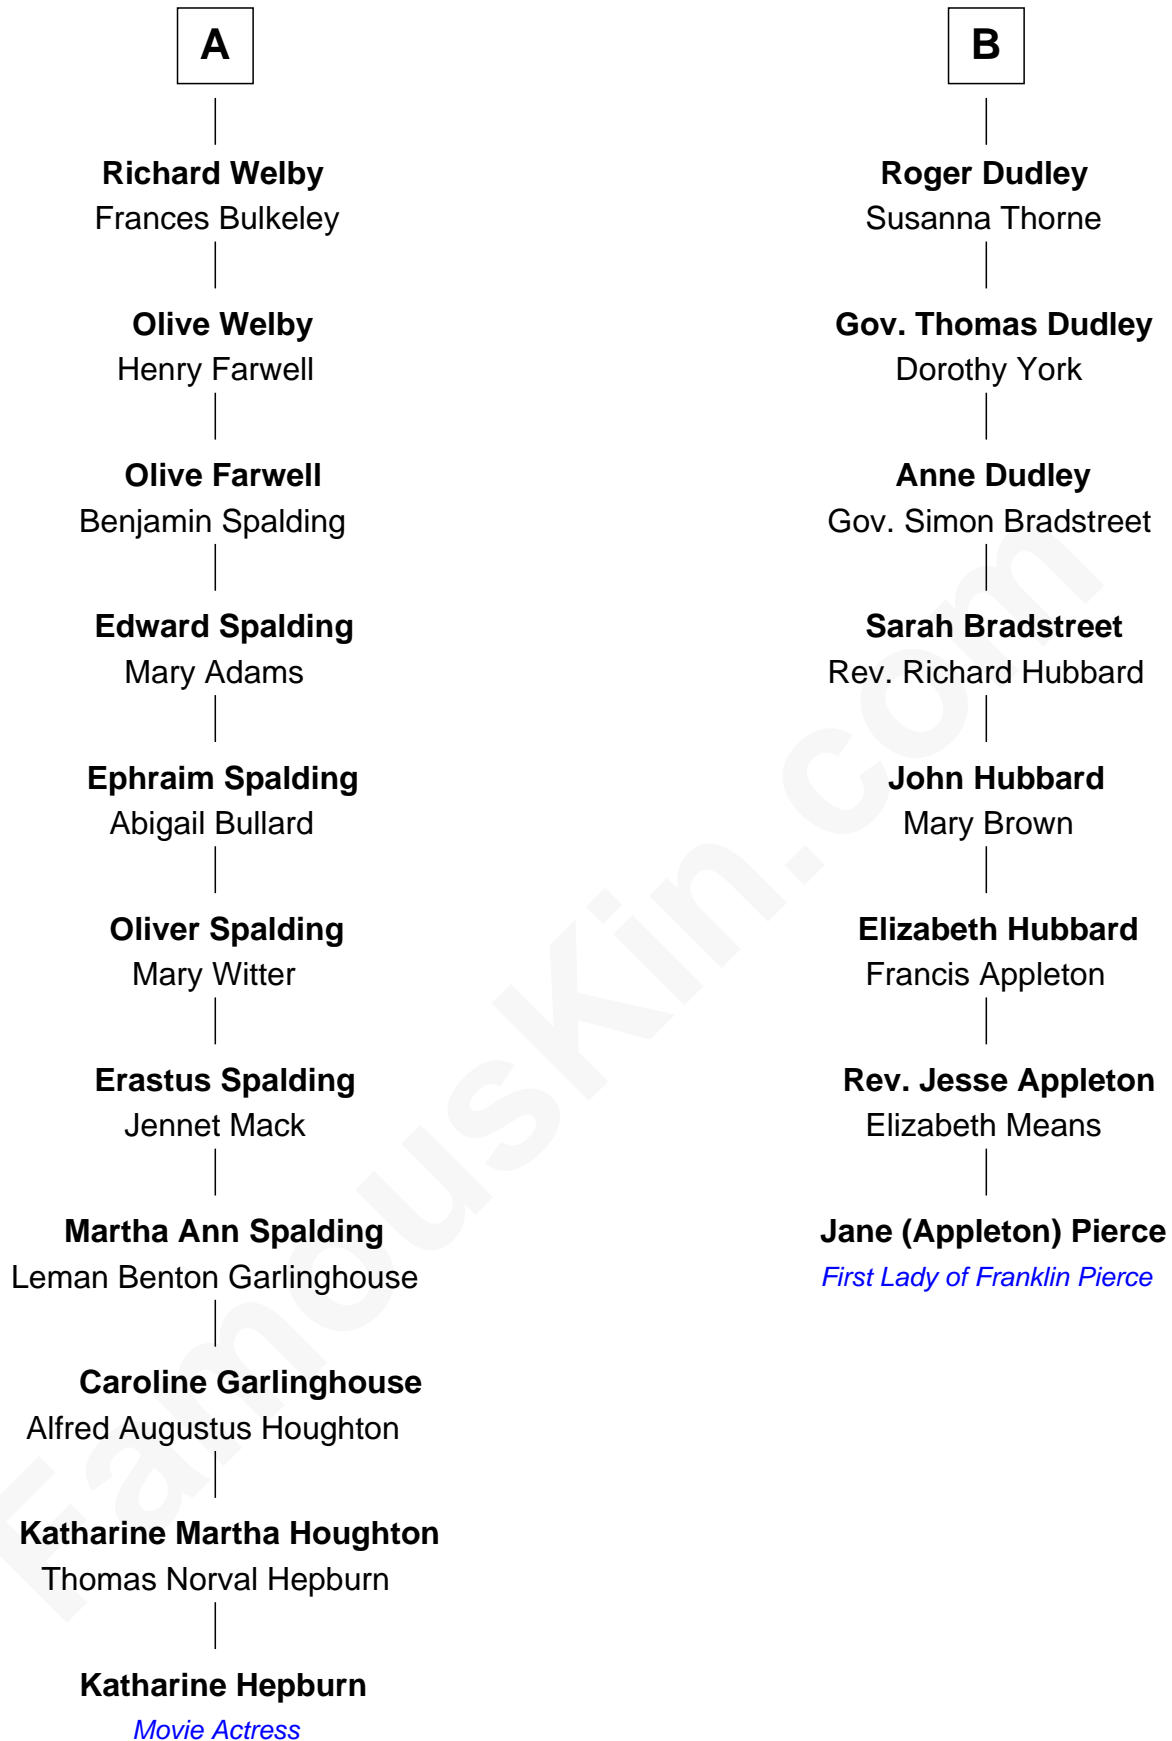 A
Richard Welby
Frances Bulkeley
Olive Welby
Henry Farwell
Olive Farwell
Benjamin Spalding
Edward Spalding
Mary Adams
Ephraim Spalding
Abigail Bullard
Oliver Spalding
Mary Witter
Erastus Spalding
Jennet Mack
Martha Ann Spalding
Leman Benton Garlinghouse
Caroline Garlinghouse
Alfred Augustus Houghton
Katharine Martha Houghton
Thomas Norval Hepburn
Katharine Hepburn
Movie Actress
B
Roger Dudley
Susanna Thorne
Gov. Thomas Dudley
Dorothy York
Anne Dudley
Gov. Simon Bradstreet
Sarah Bradstreet
Rev. Richard Hubbard
John Hubbard
Mary Brown
Elizabeth Hubbard
Francis Appleton
Rev. Jesse Appleton
Elizabeth Means
Jane (Appleton) Pierce
First Lady of Franklin Pierce
FamousKin.com